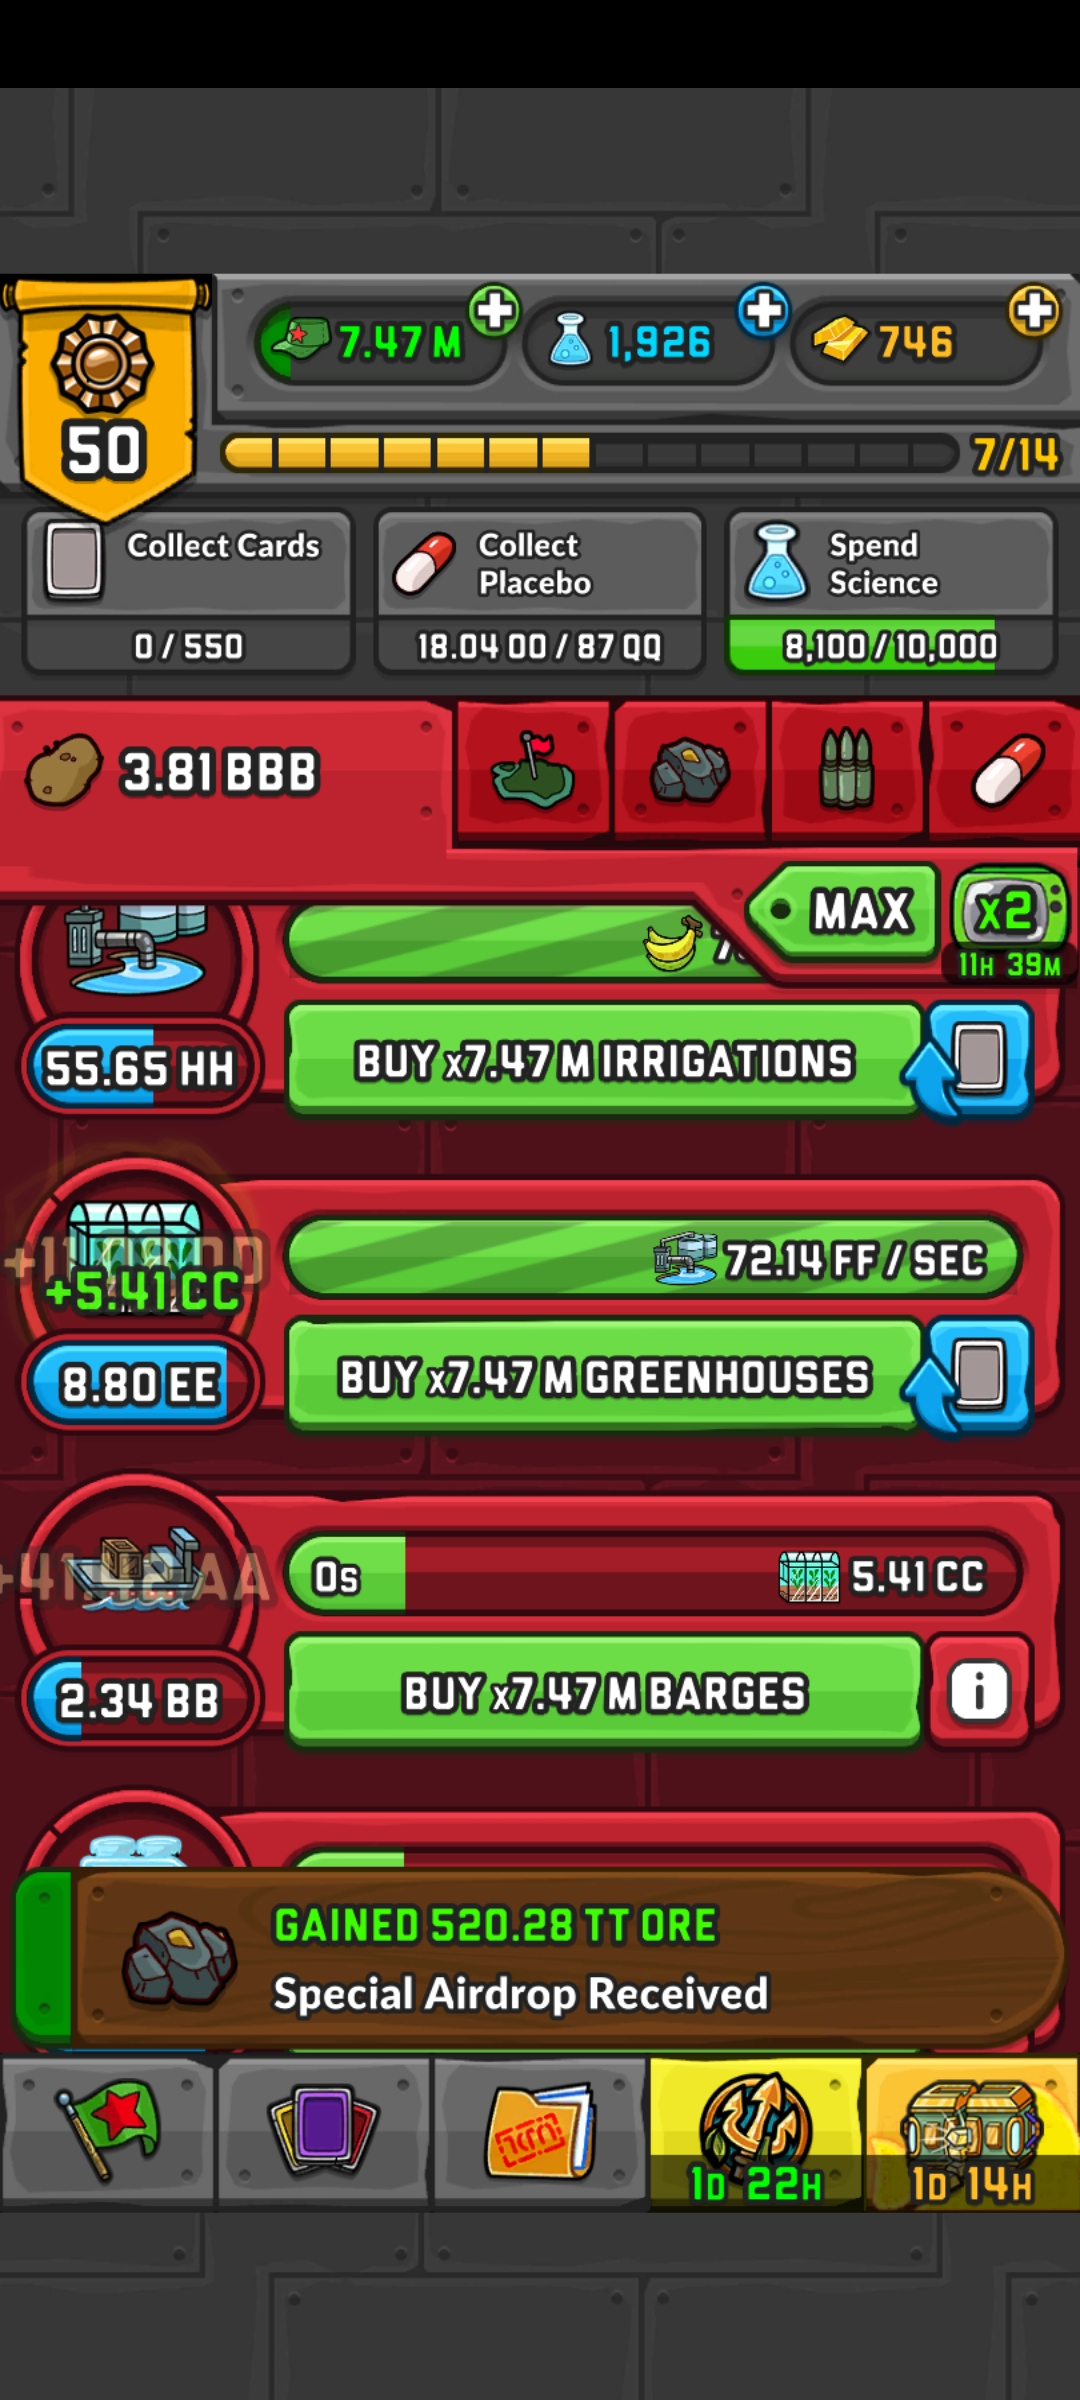 7.47 M
1,926
746
50
7/14
Collect Cards
0 / 550
Collect
Placebo
18.04 OO / 87 QQ
Spend
Science
8,100 / 10,000
3.81 BBB
MAX
x2
11H 39M
55.65 HH
BUY x7.47 M IRRIGATIONS
+5.41 CC
72.14 FF / SEC
8.80 EE
BUY x7.47 M GREENHOUSES
0s
5.41 CC
2.34 BB
BUY x7.47 M BARGES
i
GAINED 520.28 TT ORE
Special Airdrop Received
1D 22H
1D 14H